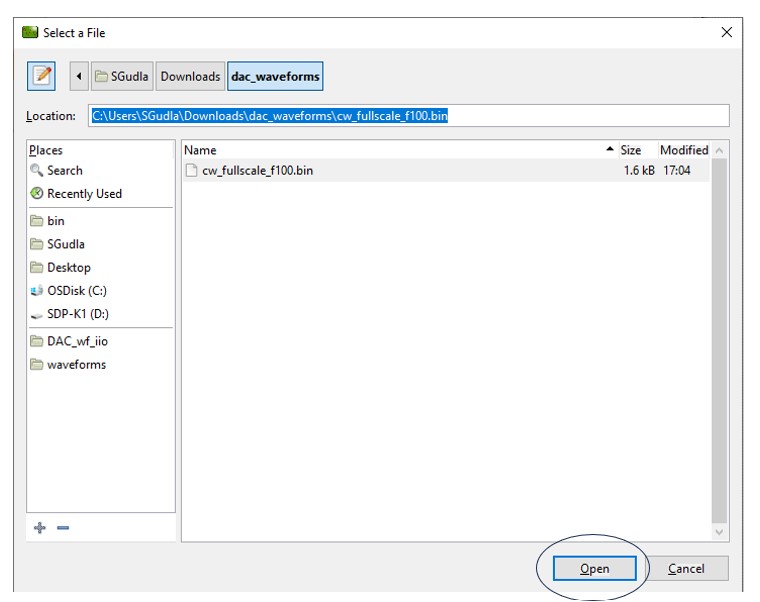 Select a File
SGudla Downloads dac_waveforms
Location: C:\Users\SGudla\Downloads\dac_waveforms\cw_fullscale_f100.bin
Places
Search
Recently Used
bin
SGudla
Desktop
OSDisk (C:)
SDP-K1 (D:)
DAC_wf_iio
waveforms
Name Size Modified
cw_fullscale_f100.bin 1.6 kB 17:04
Open Cancel